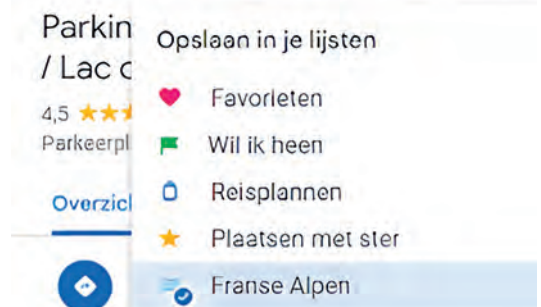 Parkin
/ Lac
4,5
Parkeerpl
Overzic
Opslaan in je lijsten
Favorieten
Wil ik heen
Reisplannen
Plaatsen met ster
Franse Alpen